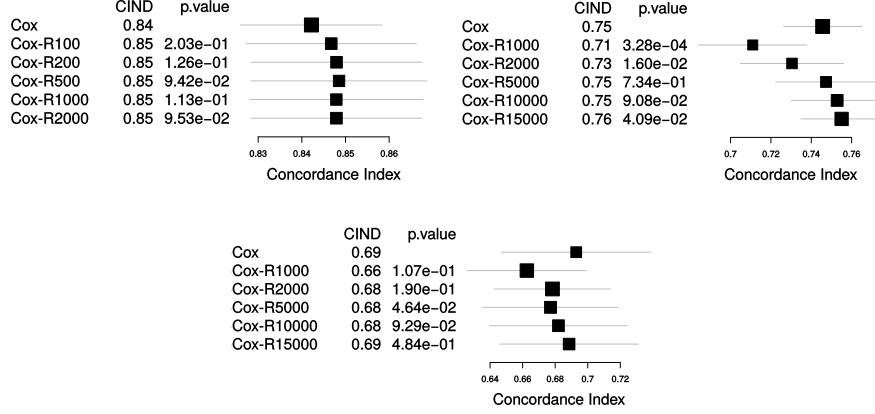 CIND p.value
Cox 0.84
Cox-R100 0.85 2.03e-01
Cox-R200 0.85 1.26e-01
Cox-R500 0.85 9.42e-02
Cox-R1000 0.85 1.13e-01
Cox-R2000 0.85 9.53e-02
0.83 0.84 0.85 0.86
Concordance Index
CIND p.value
Cox 0.75
Cox-R1000 0.71 3.28e-04
Cox-R2000 0.73 1.60e-02
Cox-R5000 0.75 7.34e-01
Cox-R10000 0.75 9.08e-02
Cox-R15000 0.76 4.09e-02
0.7 0.72 0.74 0.76
Concordance Index
CIND p.value
Cox 0.69
Cox-R1000 0.66 1.07e-01
Cox-R2000 0.68 1.90e-01
Cox-R5000 0.68 4.64e-02
Cox-R10000 0.68 9.29e-02
Cox-R15000 0.69 4.84e-01
0.64 0.66 0.68 0.7 0.72
Concordance Index